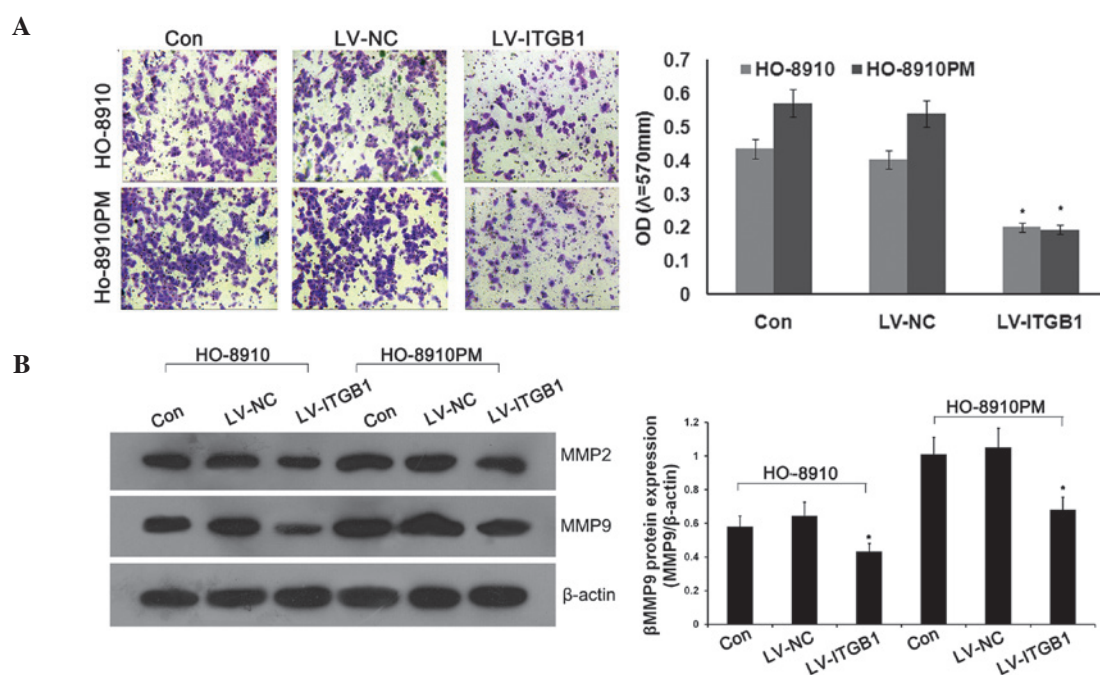 A
Con LV-NC LV-ITGB1
HO-8910
Ho-8910PM
HO-8910 HO-8910PM
OD (Λ=570mm)
0.7
0.6
0.5
0.4
0.3
0.2
0.1
0
* *
Con LV-NC LV-ITGB1
B
HO-8910 HO-8910PM
Con LV-NC LV-ITGB1 Con LV-NC LV-ITGB1
MMP2
MMP9
β-actin
βMMP9 protein expression
(MMP9/β-actin)
1.2
1
0.8
0.6
0.4
0.2
0
HO-8910
HO-8910PM
* *
Con LV-NC LV-ITGB1 Con LV-NC LV-ITGB1